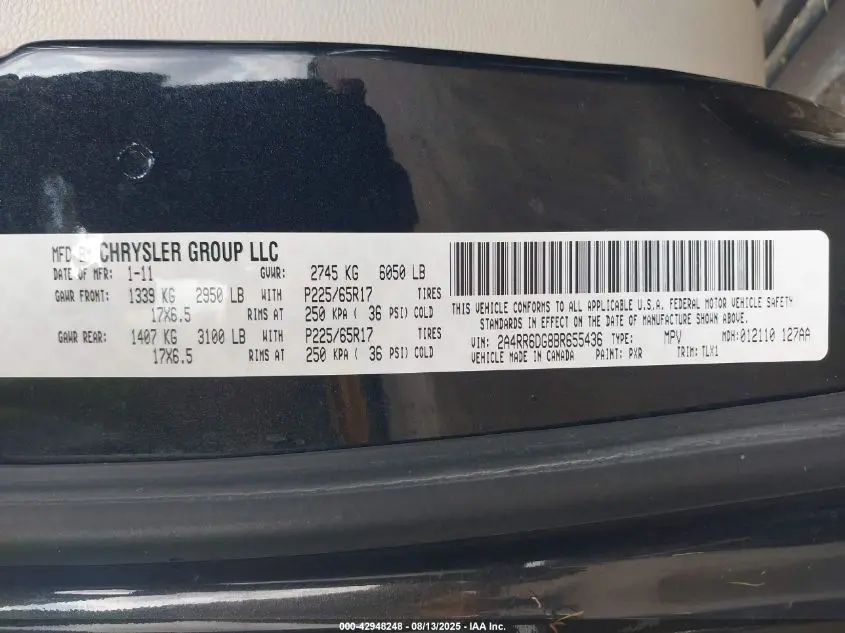 MFD BY CHRYSLER GROUP LLC
DATE OF MFR: 1-11 GVWR: 2745 KG 6050 LB
GAWR FRONT: 1339 KG 2950 LB WITH P225/65R17 TIRES
17X6.5 RIMS AT 250 KPA ( 36 PSI) COLD
GAWR REAR: 1407 KG 3100 LB WITH P225/65R17 TIRES
17X6.5 RIMS AT 250 KPA ( 36 PSI) COLD
THIS VEHICLE CONFORMS TO ALL APPLICABLE U.S.A. FEDERAL MOTOR VEHICLE SAFETY
STANDARDS IN EFFECT ON THE DATE OF MANUFACTURE SHOWN ABOVE.
VIN: 2A4RR6DG8BR655436 TYPE: MPV MDH:012110 127AA
VEHICLE MADE IN CANADA PAINT: PXR TRIM: TLX1
000-42948248 - 08/13/2025 - IAA Inc.